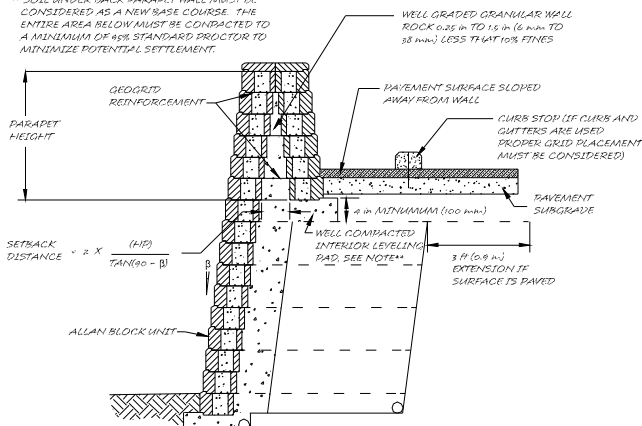 ** SOIL UNDER BACK PARAPET WALL MUST BE
CONSIDERED AS A NEW BASE COURSE. THE
ENTIRE AREA BELOW MUST BE COMPACTED TO
A MINIMUM OF 95% STANDARD PROCTOR TO
MINIMIZE POTENTIAL SETTLEMENT.
WELL GRADED GRANULAR WALL
ROCK 0.25 in TO 1.5 in (6 mm TO
38 mm) LESS THAT 10% FINES
GEOGRID
REINFORCEMENT
PAVEMENT SURFACE SLOPED
AWAY FROM WALL
PARAPET
HEIGHT
CURB STOP (IF CURB AND
GUTTERS ARE USED
PROPER GRID PLACEMENT
MUST BE CONSIDERED)
PAVEMENT
SUBGRADE
4 in MINUMUM (100 mm)
SETBACK
DISTANCE = 2 X (HP)
TAN(90 - β)
WELL COMPACTED
INTERIOR LEVELING
PAD, SEE NOTE**
β
3 ft (0.9 m)
EXTENSION IF
SURFACE IS PAVED
ALLAN BLOCK UNIT